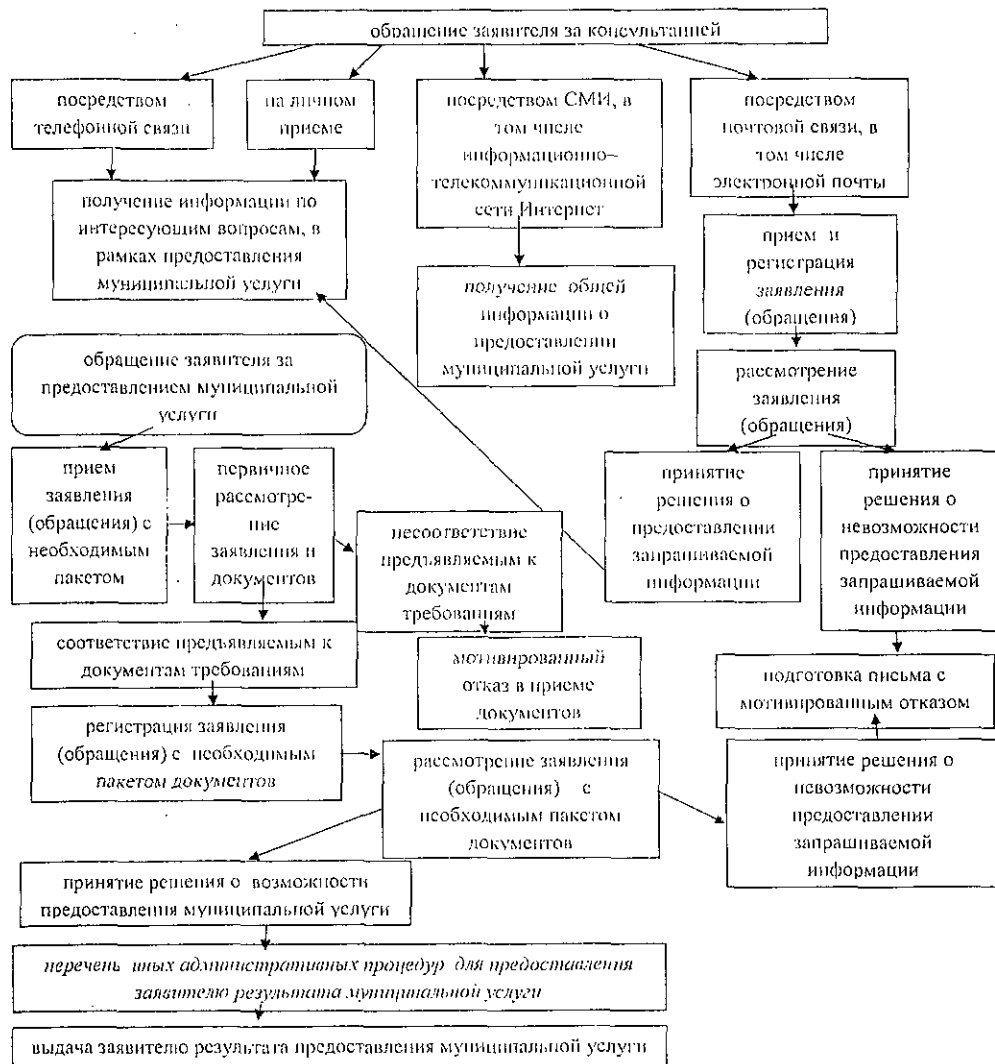 обращение заявителя за консультацией
посредством
телефонной связи
на личном
приеме
посредством СМИ, в
том числе
информационно–
телекоммуникационной
сети Интернет
посредством
почтовой связи, в
том числе
электронной почты
получение информации по
интересующим вопросам, в
рамках предоставления
муниципальной услуги
получение общей
информации о
предоставлении
муниципальной услуги
прием и
регистрация
заявления
(обращения)
рассмотрение
заявления
(обращения)
обращение заявителя за
предоставлением муниципальной
услуги
прием
заявления
(обращения) с
необходимым
пакетом
первичное
рассмотре-
ние
заявления и
документов
несоответствие
предъявляемым к
документам
требованиям
принятие
решения о
предоставлении
запрашиваемой
информации
принятие
решения о
невозможности
предоставления
запрашиваемой
информации
соответствие предъявляемым к
документам требованиям
мотивированный
отказ в приеме
документов
подготовка письма с
мотивированным отказом
регистрация заявления
(обращения) с необходимым
пакетом документов
рассмотрение заявления
(обращения) с
необходимым пакетом
документов
принятие решения о
невозможности
предоставлении
запрашиваемой
информации
принятие решения о возможности
предоставления муниципальной услуги
перечень иных административных процедур для предоставления
заявителю результата муниципальной услуги
выдача заявителю результата предоставления муниципальной услуги